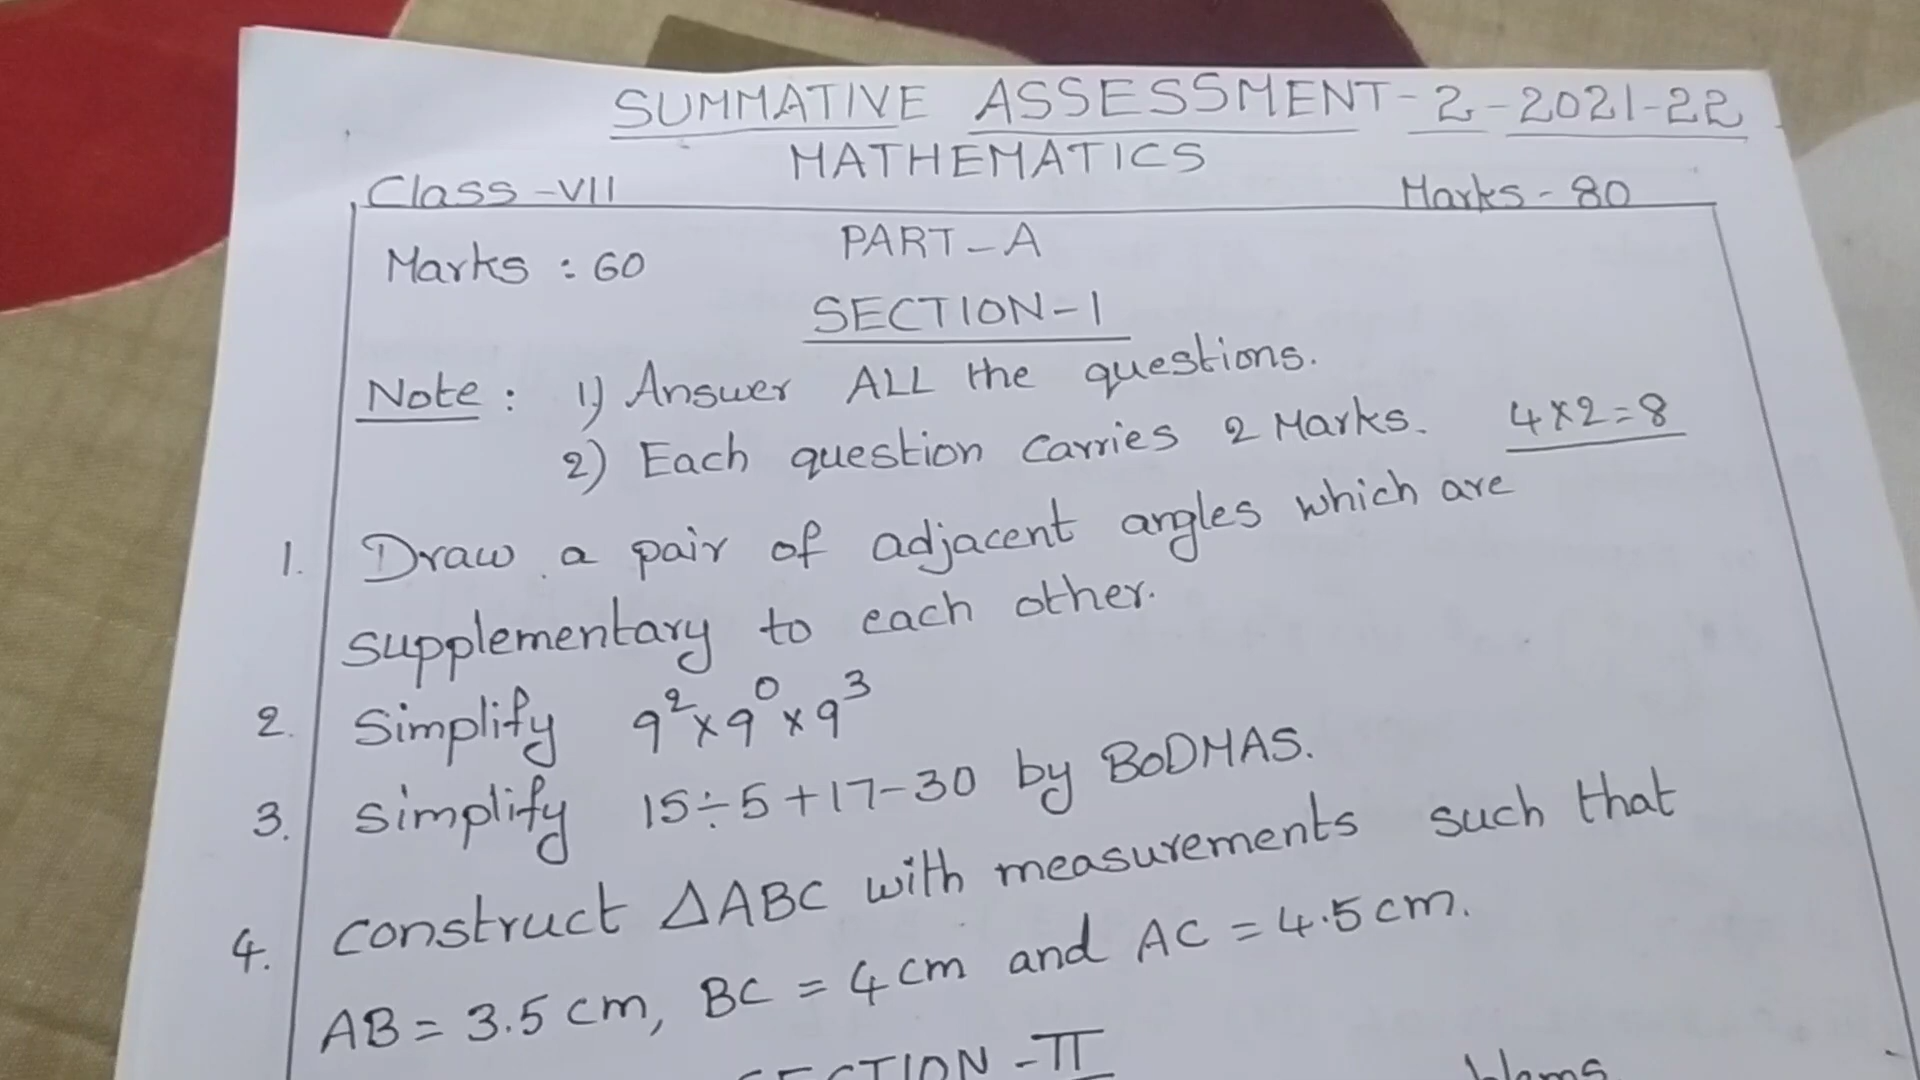 SUMMATIVE ASSESSMENT-2-2021-22
MATHEMATICS
Class-VII Marks-80
PART-A
Marks: 60
SECTION-I
Note: 1) Answer ALL the questions.
2) Each question carries 2 Marks. 4×2=8
1. Draw a pair of adjacent angles which are
supplementary to each other.
2. Simplify 9²×9⁰×9³
3. Simplify 15÷5+17-30 by BoDMAS.
4. construct ΔABC with measurements such that
AB = 3.5 cm, BC = 4 cm and AC = 4.5 cm.
SECTION-II